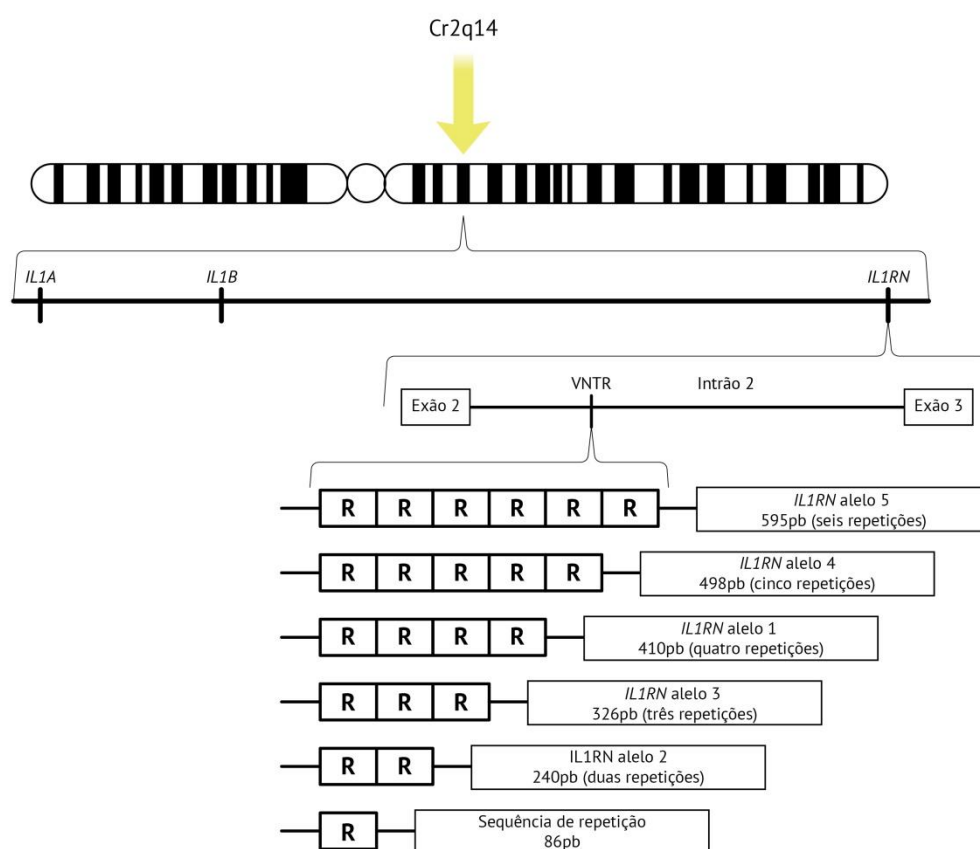 Cr2q14
IL1A
IL1B
IL1RN
VNTR
Intrão 2
Exão 2
Exão 3
R R R R R R
IL1RN alelo 5
595pb (seis repetições)
R R R R R
IL1RN alelo 4
498pb (cinco repetições)
R R R R
IL1RN alelo 1
410pb (quatro repetições)
R R R
IL1RN alelo 3
326pb (três repetições)
R R
IL1RN alelo 2
240pb (duas repetições)
R
Sequência de repetição
86pb